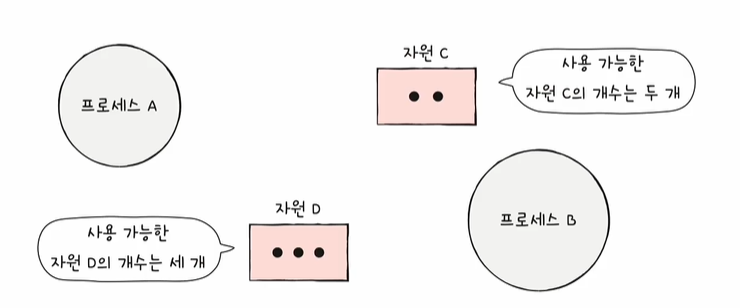 자원 C
사용 가능한
자원 C의 개수는 두 개
프로세스 A
자원 D
프로세스 B
사용 가능한
자원 D의 개수는 세 개